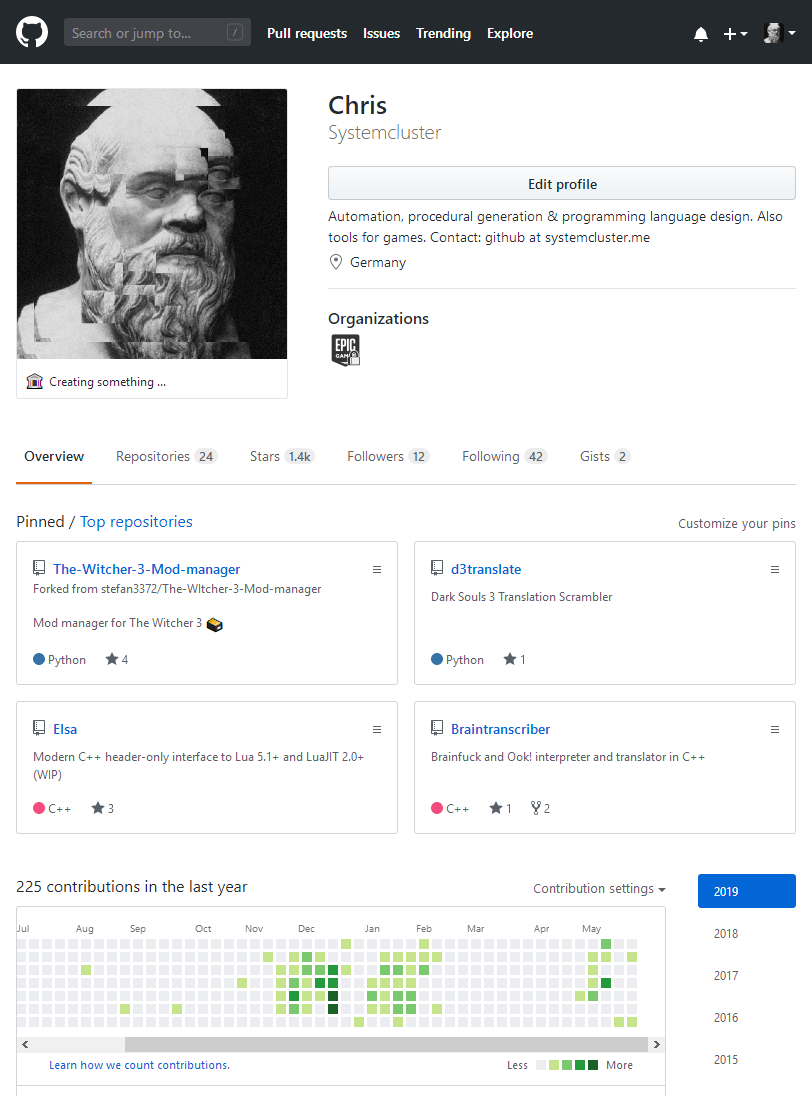 Search or jump to...
/
Pull requests
Issues
Trending
Explore
Chris
Systemcluster
Edit profile
Automation, procedural generation & programming language design. Also
tools for games. Contact: github at systemcluster.me
Germany
Organizations
EPIC
GAMES
Creating something ...
Overview
Repositories 24
Stars 1.4k
Followers 12
Following 42
Gists 2
Pinned / Top repositories
Customize your pins
The-Witcher-3-Mod-manager
Forked from stefan3372/The-WItcher-3-Mod-manager
Mod manager for The Witcher 3
Python 4
d3translate
Dark Souls 3 Translation Scrambler
Python 1
Elsa
Modern C++ header-only interface to Lua 5.1+ and LuaJIT 2.0+
(WIP)
C++ 3
Braintranscriber
Brainfuck and Ook! interpreter and translator in C++
C++ 1 2
225 contributions in the last year
Contribution settings
Jul Aug Sep Oct Nov Dec Jan Feb Mar Apr May
Learn how we count contributions.
Less More
2019
2018
2017
2016
2015